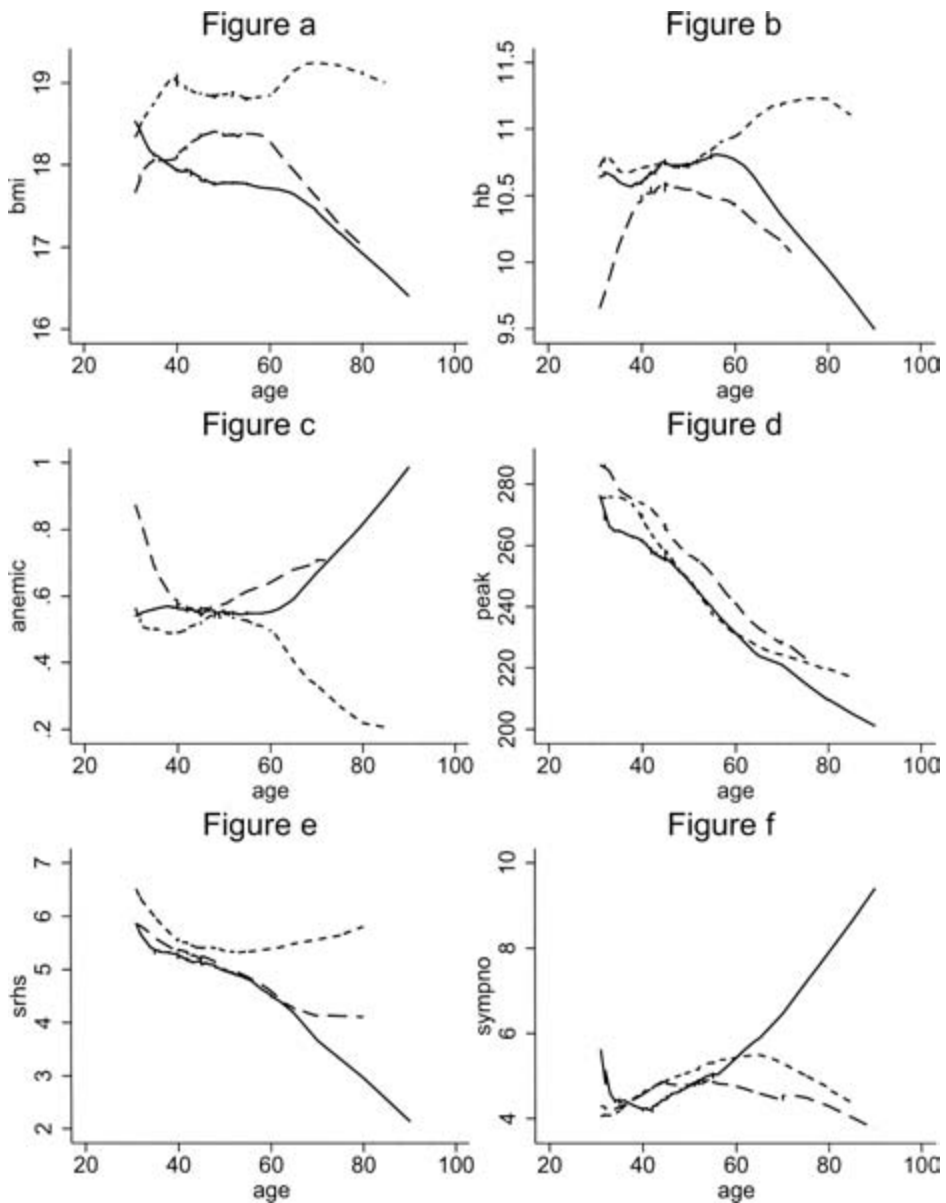 Figure a
Figure b
bmi
16 17 18 19
20 40 60 80 100
age
hb
9.5 10 10.5 11 11.5
20 40 60 80 100
age
Figure c
Figure d
anemic
.2 .4 .6 .8 1
20 40 60 80 100
age
peak
200 220 240 260 280
20 40 60 80 100
age
Figure e
Figure f
srhs
2 3 4 5 6 7
20 40 60 80 100
age
sympno
4 6 8 10
20 40 60 80 100
age